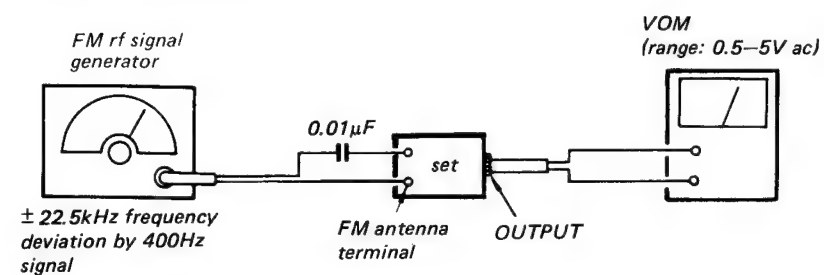 FM rf signal
generator
VOM
(range: 0.5—5V ac)
0.01μF
set
± 22.5kHz frequency
deviation by 400Hz
signal
FM antenna
terminal
OUTPUT